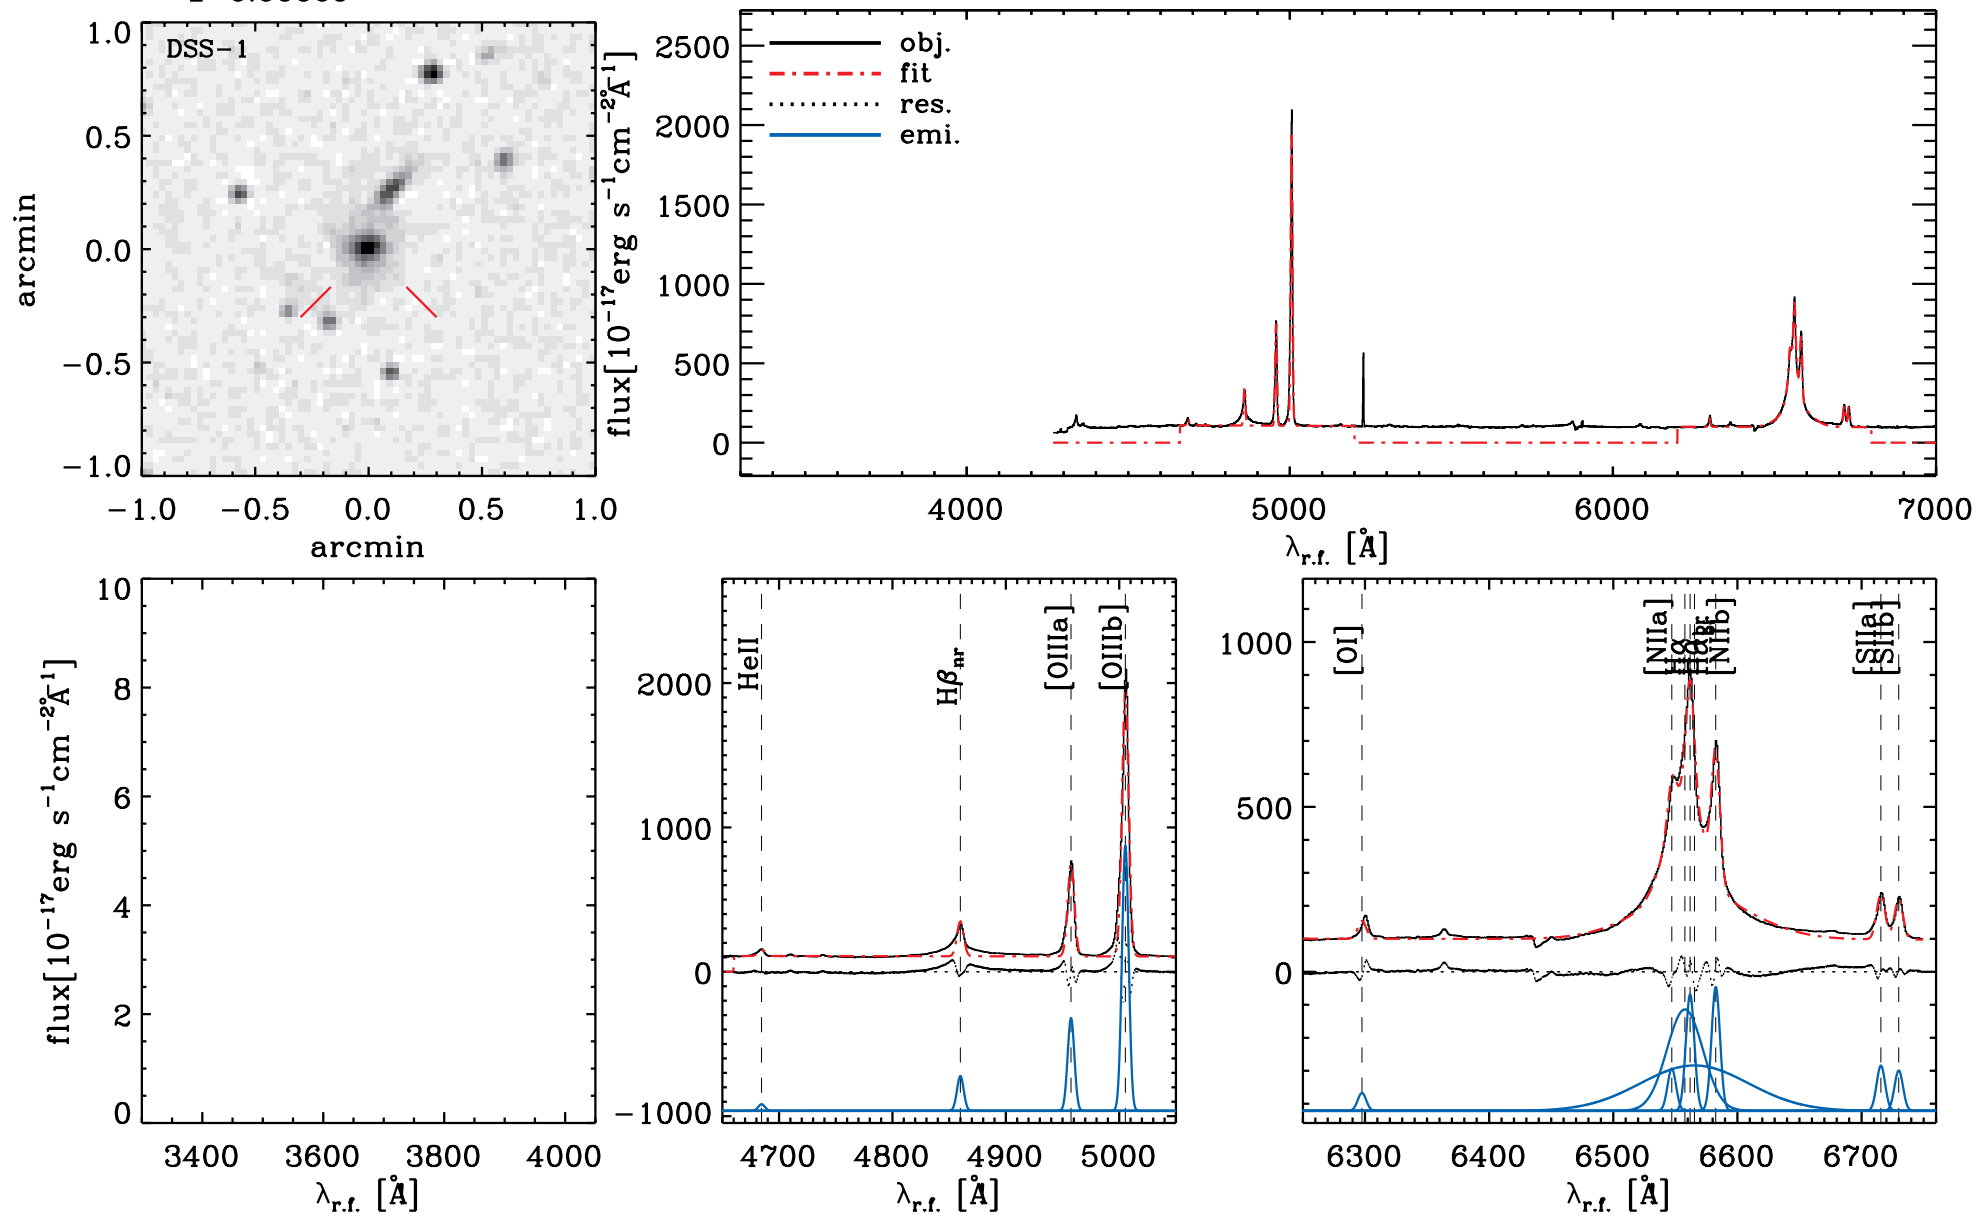 DSS-1
1.0
0.5
0.0
-0.5
-1.0
arcmin
-1.0 -0.5 0.0 0.5 1.0
arcmin
flux[10⁻¹⁷erg s⁻¹cm⁻²Å⁻¹]
2500
2000
1500
1000
500
0
obj.
fit
res.
emi.
4000 5000 6000 7000
λr.f. [Å]
flux[10⁻¹⁷erg s⁻¹cm⁻²Å⁻¹]
10
8
6
4
2
0
3400 3600 3800 4000
λr.f. [Å]
2000
1000
0
-1000
HeII
Hβnr
[OIIIa]
[OIIIb]
4700 4800 4900 5000
λr.f. [Å]
1000
500
0
[OI]
[NIIa]
Hα
[NIIb]
[SIIa]
SIIb]
6300 6400 6500 6600 6700
λr.f. [Å]